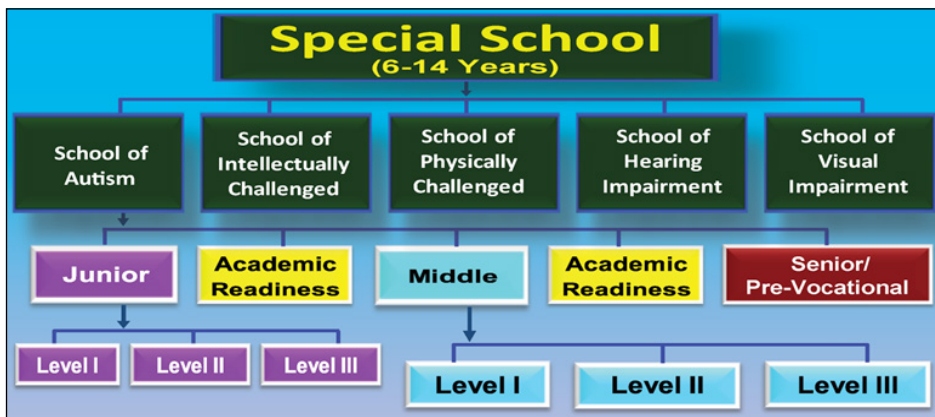 Special School
(6-14 Years)
School of
Autism
School of
Intellectually
Challenged
School of
Physically
Challenged
School of
Hearing
Impairment
School of
Visual
Impairment
Junior
Academic
Readiness
Middle
Academic
Readiness
Senior/
Pre-Vocational
Level I
Level II
Level III
Level I
Level II
Level III